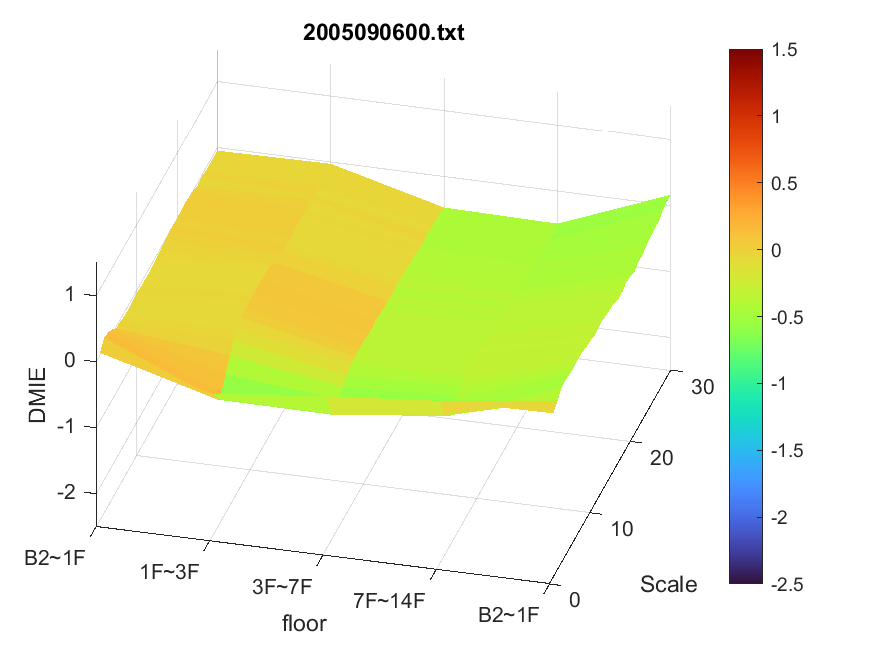 2005090600.txt
1.5
1
0.5
0
-0.5
-1
-1.5
-2
-2.5
1
0
-1
-2
DMIE
B2~1F
1F~3F
3F~7F
7F~14F
B2~1F
floor
0
10
20
30
Scale